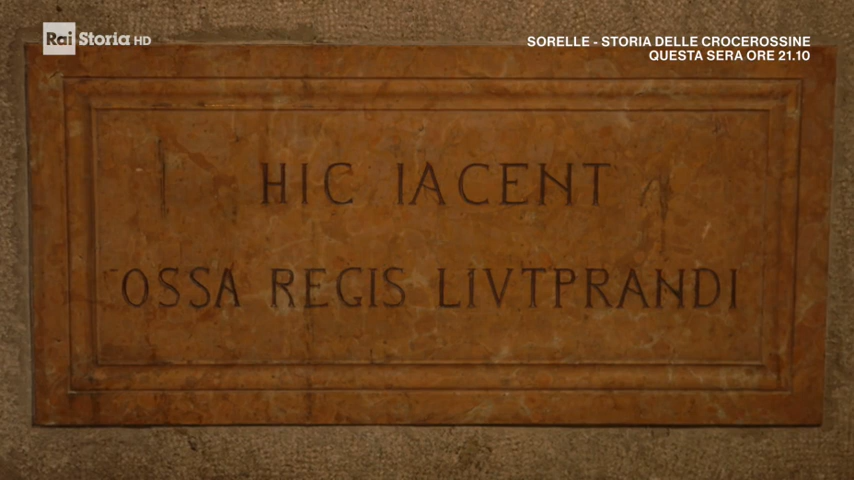 Rai Storia HD
SORELLE - STORIA DELLE CROCEROSSINE
QUESTA SERA ORE 21.10
HIC IACENT
OSSA REGIS LIVTPRANDI